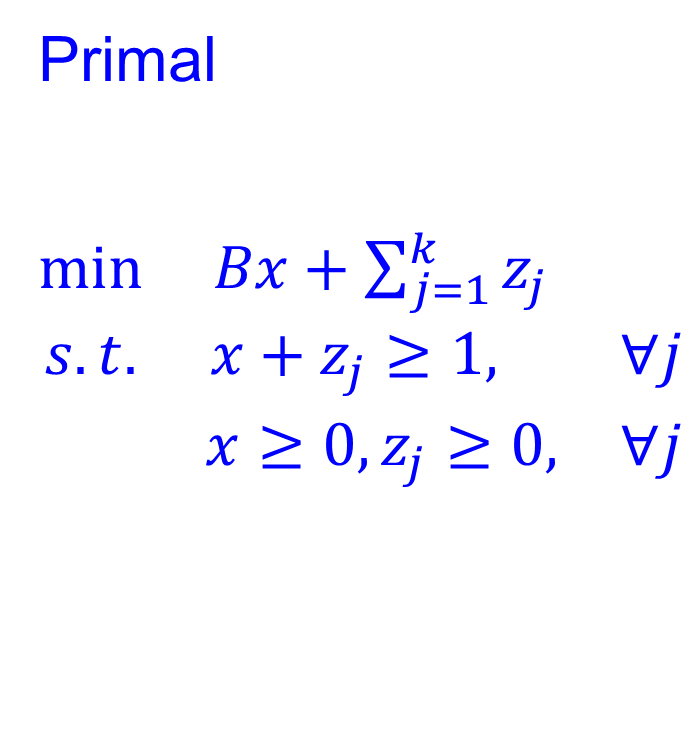 Primal
min Bx + ∑_{j=1}^{k} z_j
s.t. x + z_j ≥ 1, ∀j
x ≥ 0, z_j ≥ 0, ∀j